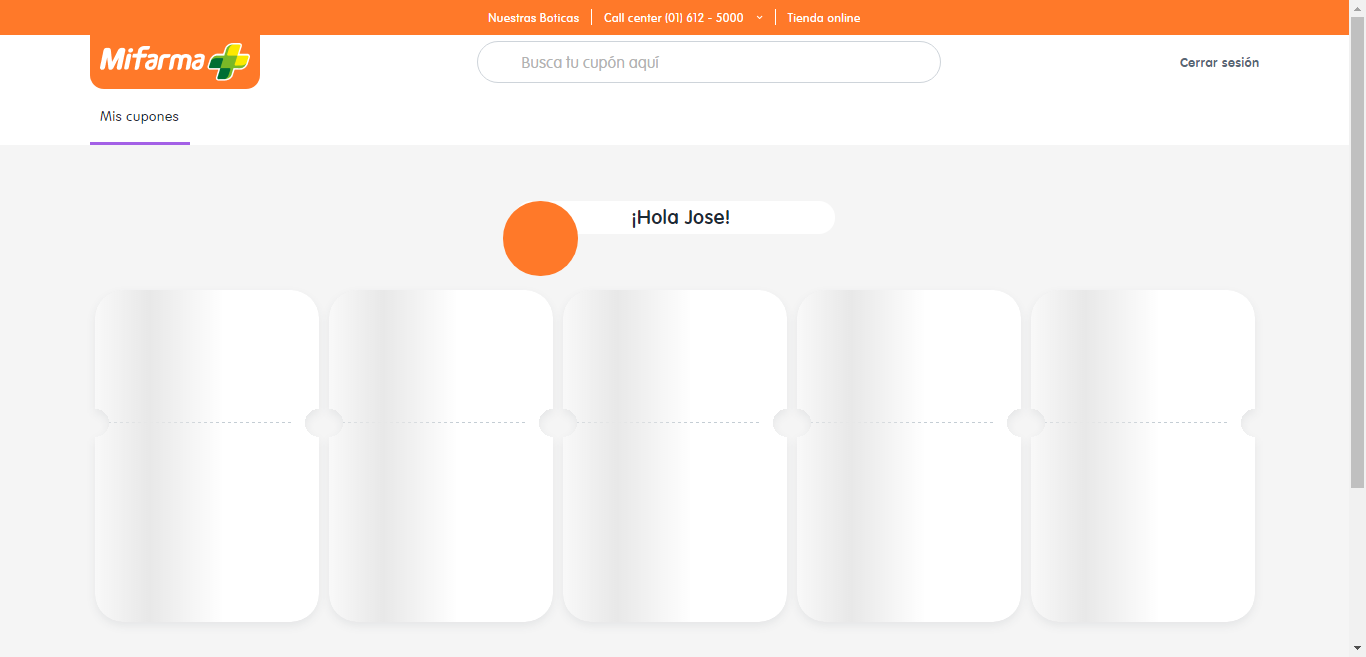 Nuestras Boticas
Call center (01) 612 - 5000
Tienda online
Mifarma
Busca tu cupón aquí
Cerrar sesión
Mis cupones
¡Hola Jose!